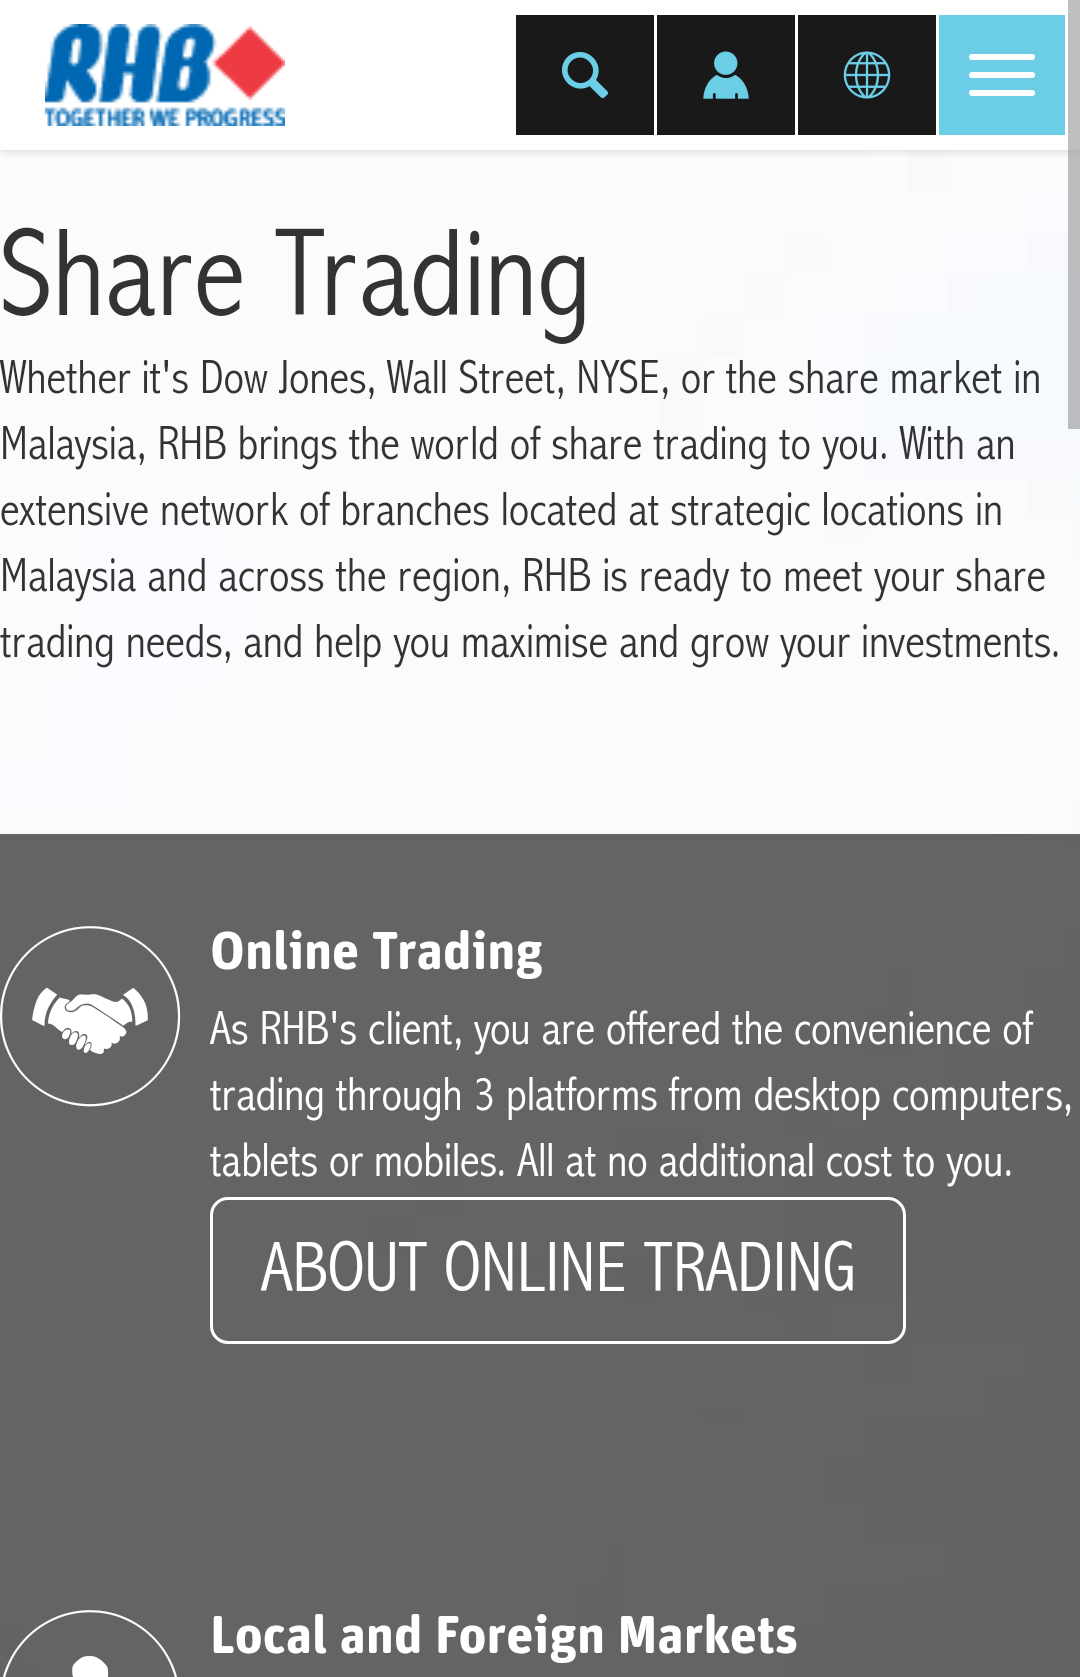 RHB
TOGETHER WE PROGRESS
Share Trading
Whether it's Dow Jones, Wall Street, NYSE, or the share market in
Malaysia, RHB brings the world of share trading to you. With an
extensive network of branches located at strategic locations in
Malaysia and across the region, RHB is ready to meet your share
trading needs, and help you maximise and grow your investments.
Online Trading
As RHB's client, you are offered the convenience of
trading through 3 platforms from desktop computers,
tablets or mobiles. All at no additional cost to you.
ABOUT ONLINE TRADING
Local and Foreign Markets